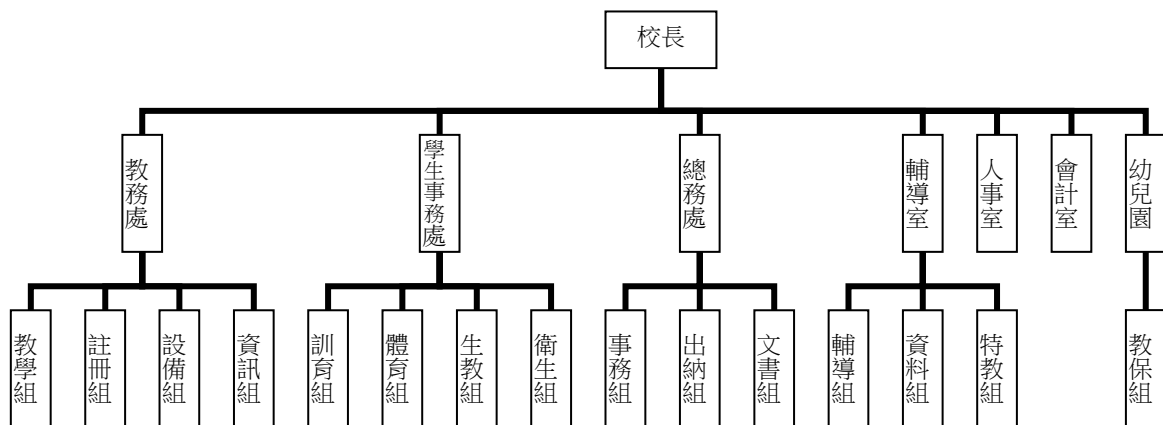 校長
教務處
學生事務處
總務處
輔導室
人事室
會計室
幼兒園
教學組
註冊組
設備組
資訊組
訓育組
體育組
生教組
衛生組
事務組
出納組
文書組
輔導組
資料組
特教組
教保組